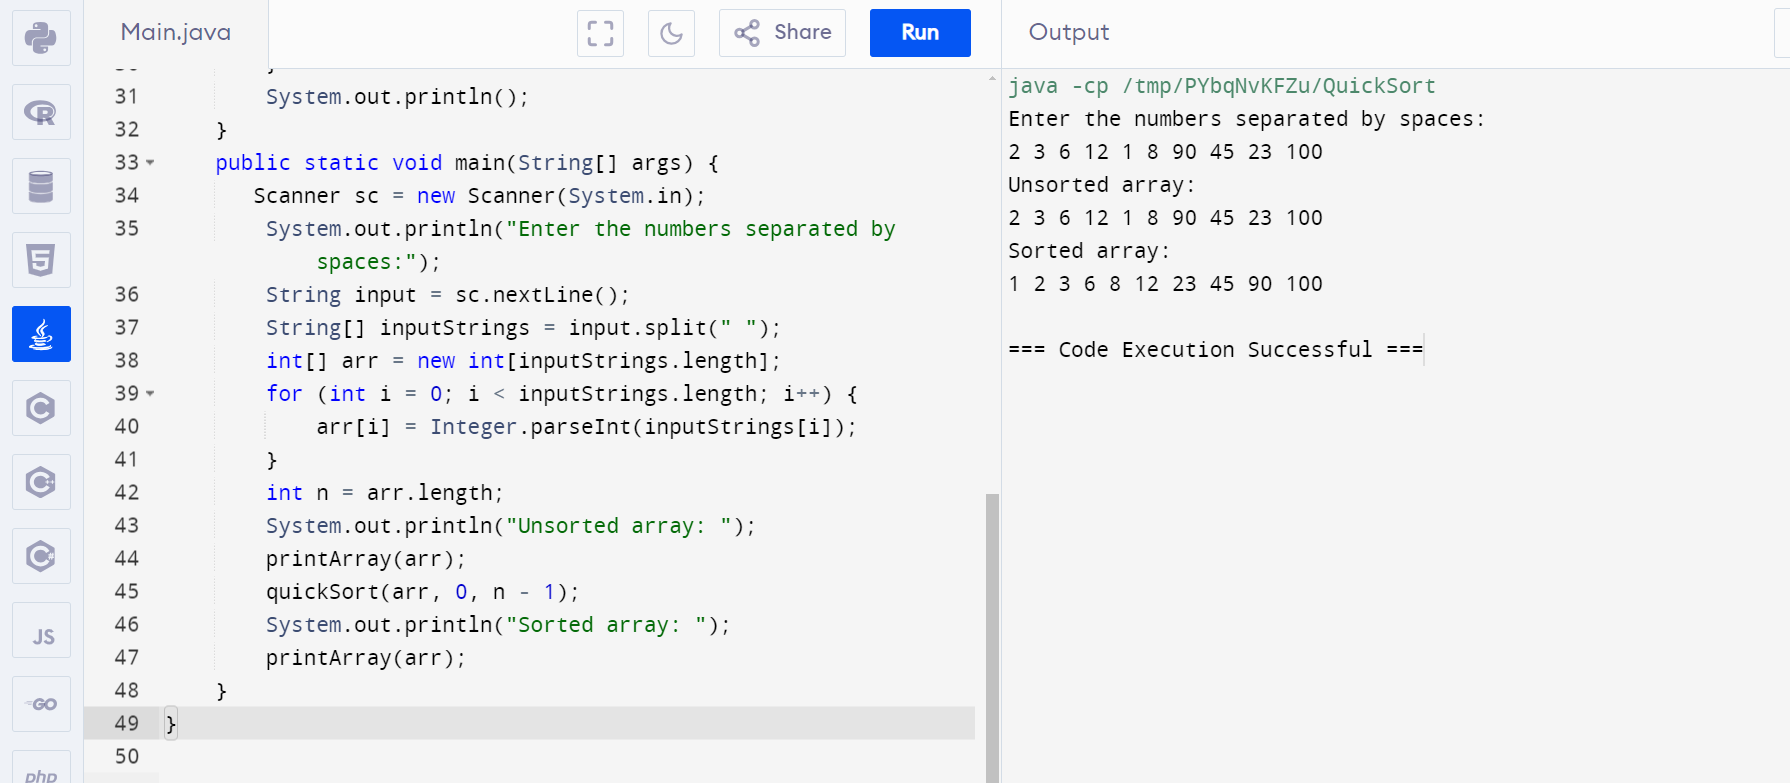 Main.java
Share
Run
Output
31 System.out.println();
32 }
33 public static void main(String[] args) {
34 Scanner sc = new Scanner(System.in);
35 System.out.println("Enter the numbers separated by
spaces:");
36 String input = sc.nextLine();
37 String[] inputStrings = input.split(" ");
38 int[] arr = new int[inputStrings.length];
39 for (int i = 0; i < inputStrings.length; i++) {
40 arr[i] = Integer.parseInt(inputStrings[i]);
41 }
42 int n = arr.length;
43 System.out.println("Unsorted array: ");
44 printArray(arr);
45 quickSort(arr, 0, n - 1);
46 System.out.println("Sorted array: ");
47 printArray(arr);
48 }
49 }
50
java -cp /tmp/PYbqNvKFZu/QuickSort
Enter the numbers separated by spaces:
2 3 6 12 1 8 90 45 23 100
Unsorted array:
2 3 6 12 1 8 90 45 23 100
Sorted array:
1 2 3 6 8 12 23 45 90 100
=== Code Execution Successful ===
R
5
C
C++
C#
JS
GO
php